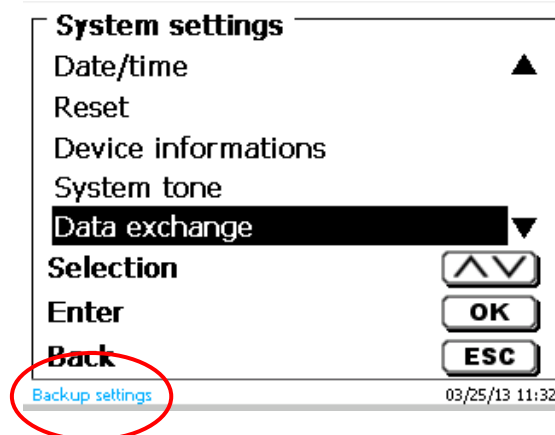 System settings
Date/time
Reset
Device informations
System tone
Data exchange
Selection
Enter OK
Back ESC
Backup settings 03/25/13 11:32